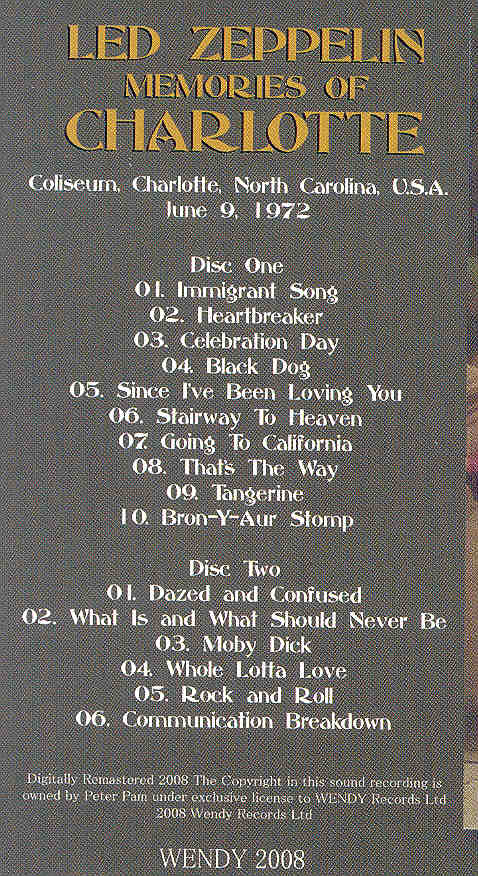 LED ZEPPELIN
MEMORIES OF
CHARLOTTE
Coliseum, Charlotte, North Carolina, U.S.A.
June 9, 1972
Disc One
01. Immigrant Song
02. Heartbreaker
03. Celebration Day
04. Black Dog
05. Since I've Been Loving You
06. Stairway To Heaven
07 Going To California
08. That's The Way
09. Tangerine
10. Bron-Y-Aur Stomp
Disc Two
01. Dazed and Confused
02. What Is and What Should Never Be
03. Moby Dick
04. Whole Lotta Love
05. Rock and Roll
06. Communication Breakdown
Digitally Remastered 2008 The Copyright in this sound recording is
owned by Peter Pam under exclusive license to WENDY Records Ltd
2008 Wendy Records Ltd
WENDY 2008